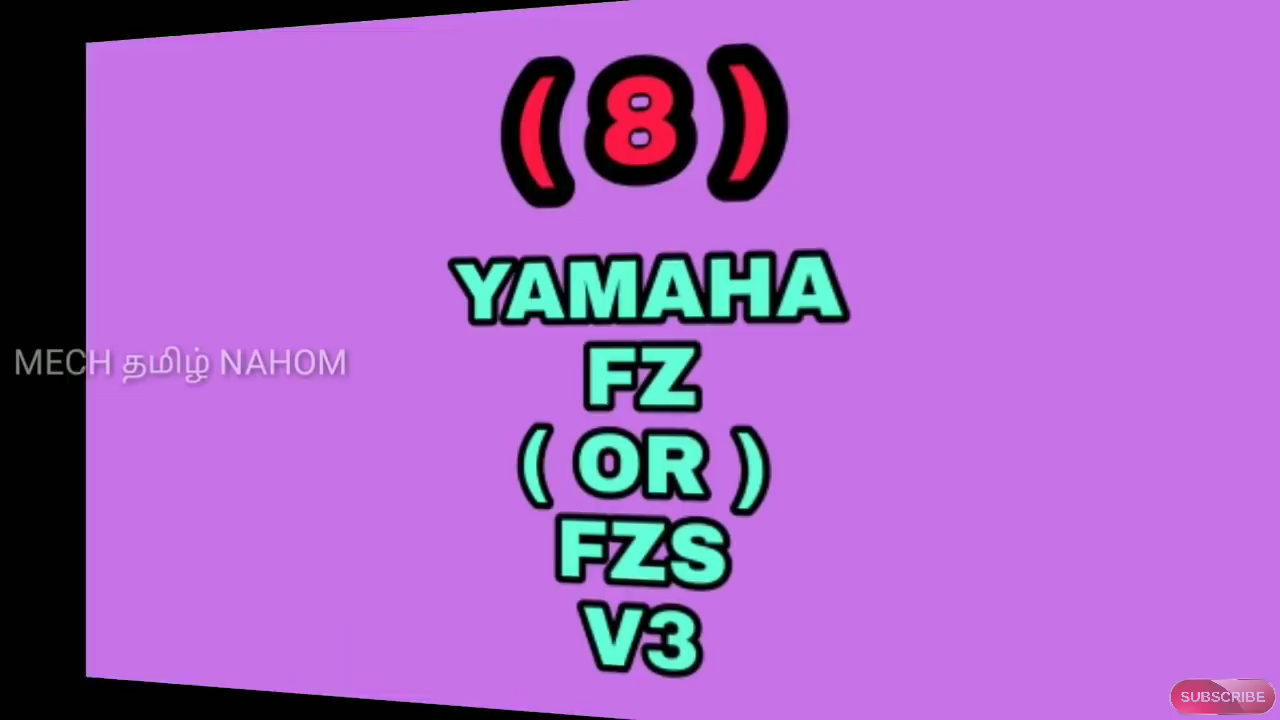 (8)
YAMAHA
FZ
( OR )
FZS
V3
MECH தமிழ் NAHOM
SUBSCRIBE